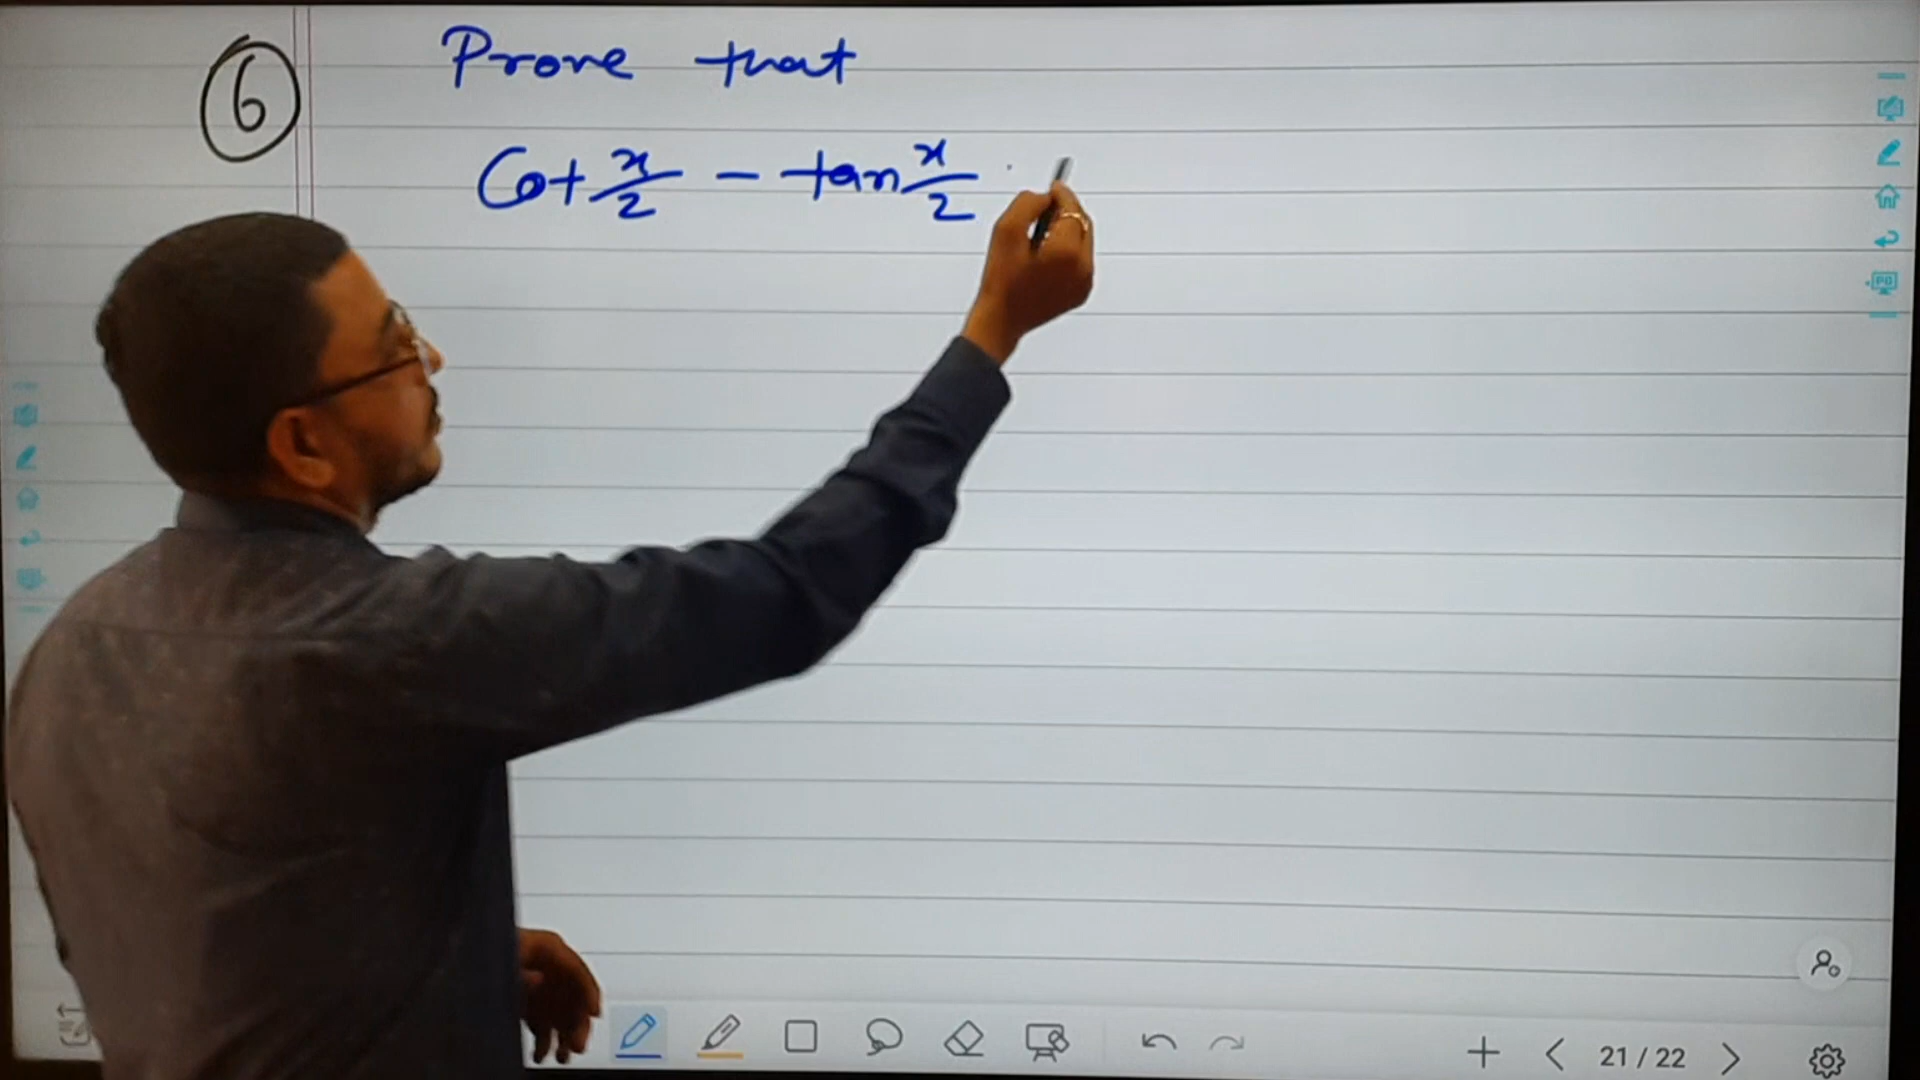 6 Prove that
Cot x/2 - tan x/2
21 / 22